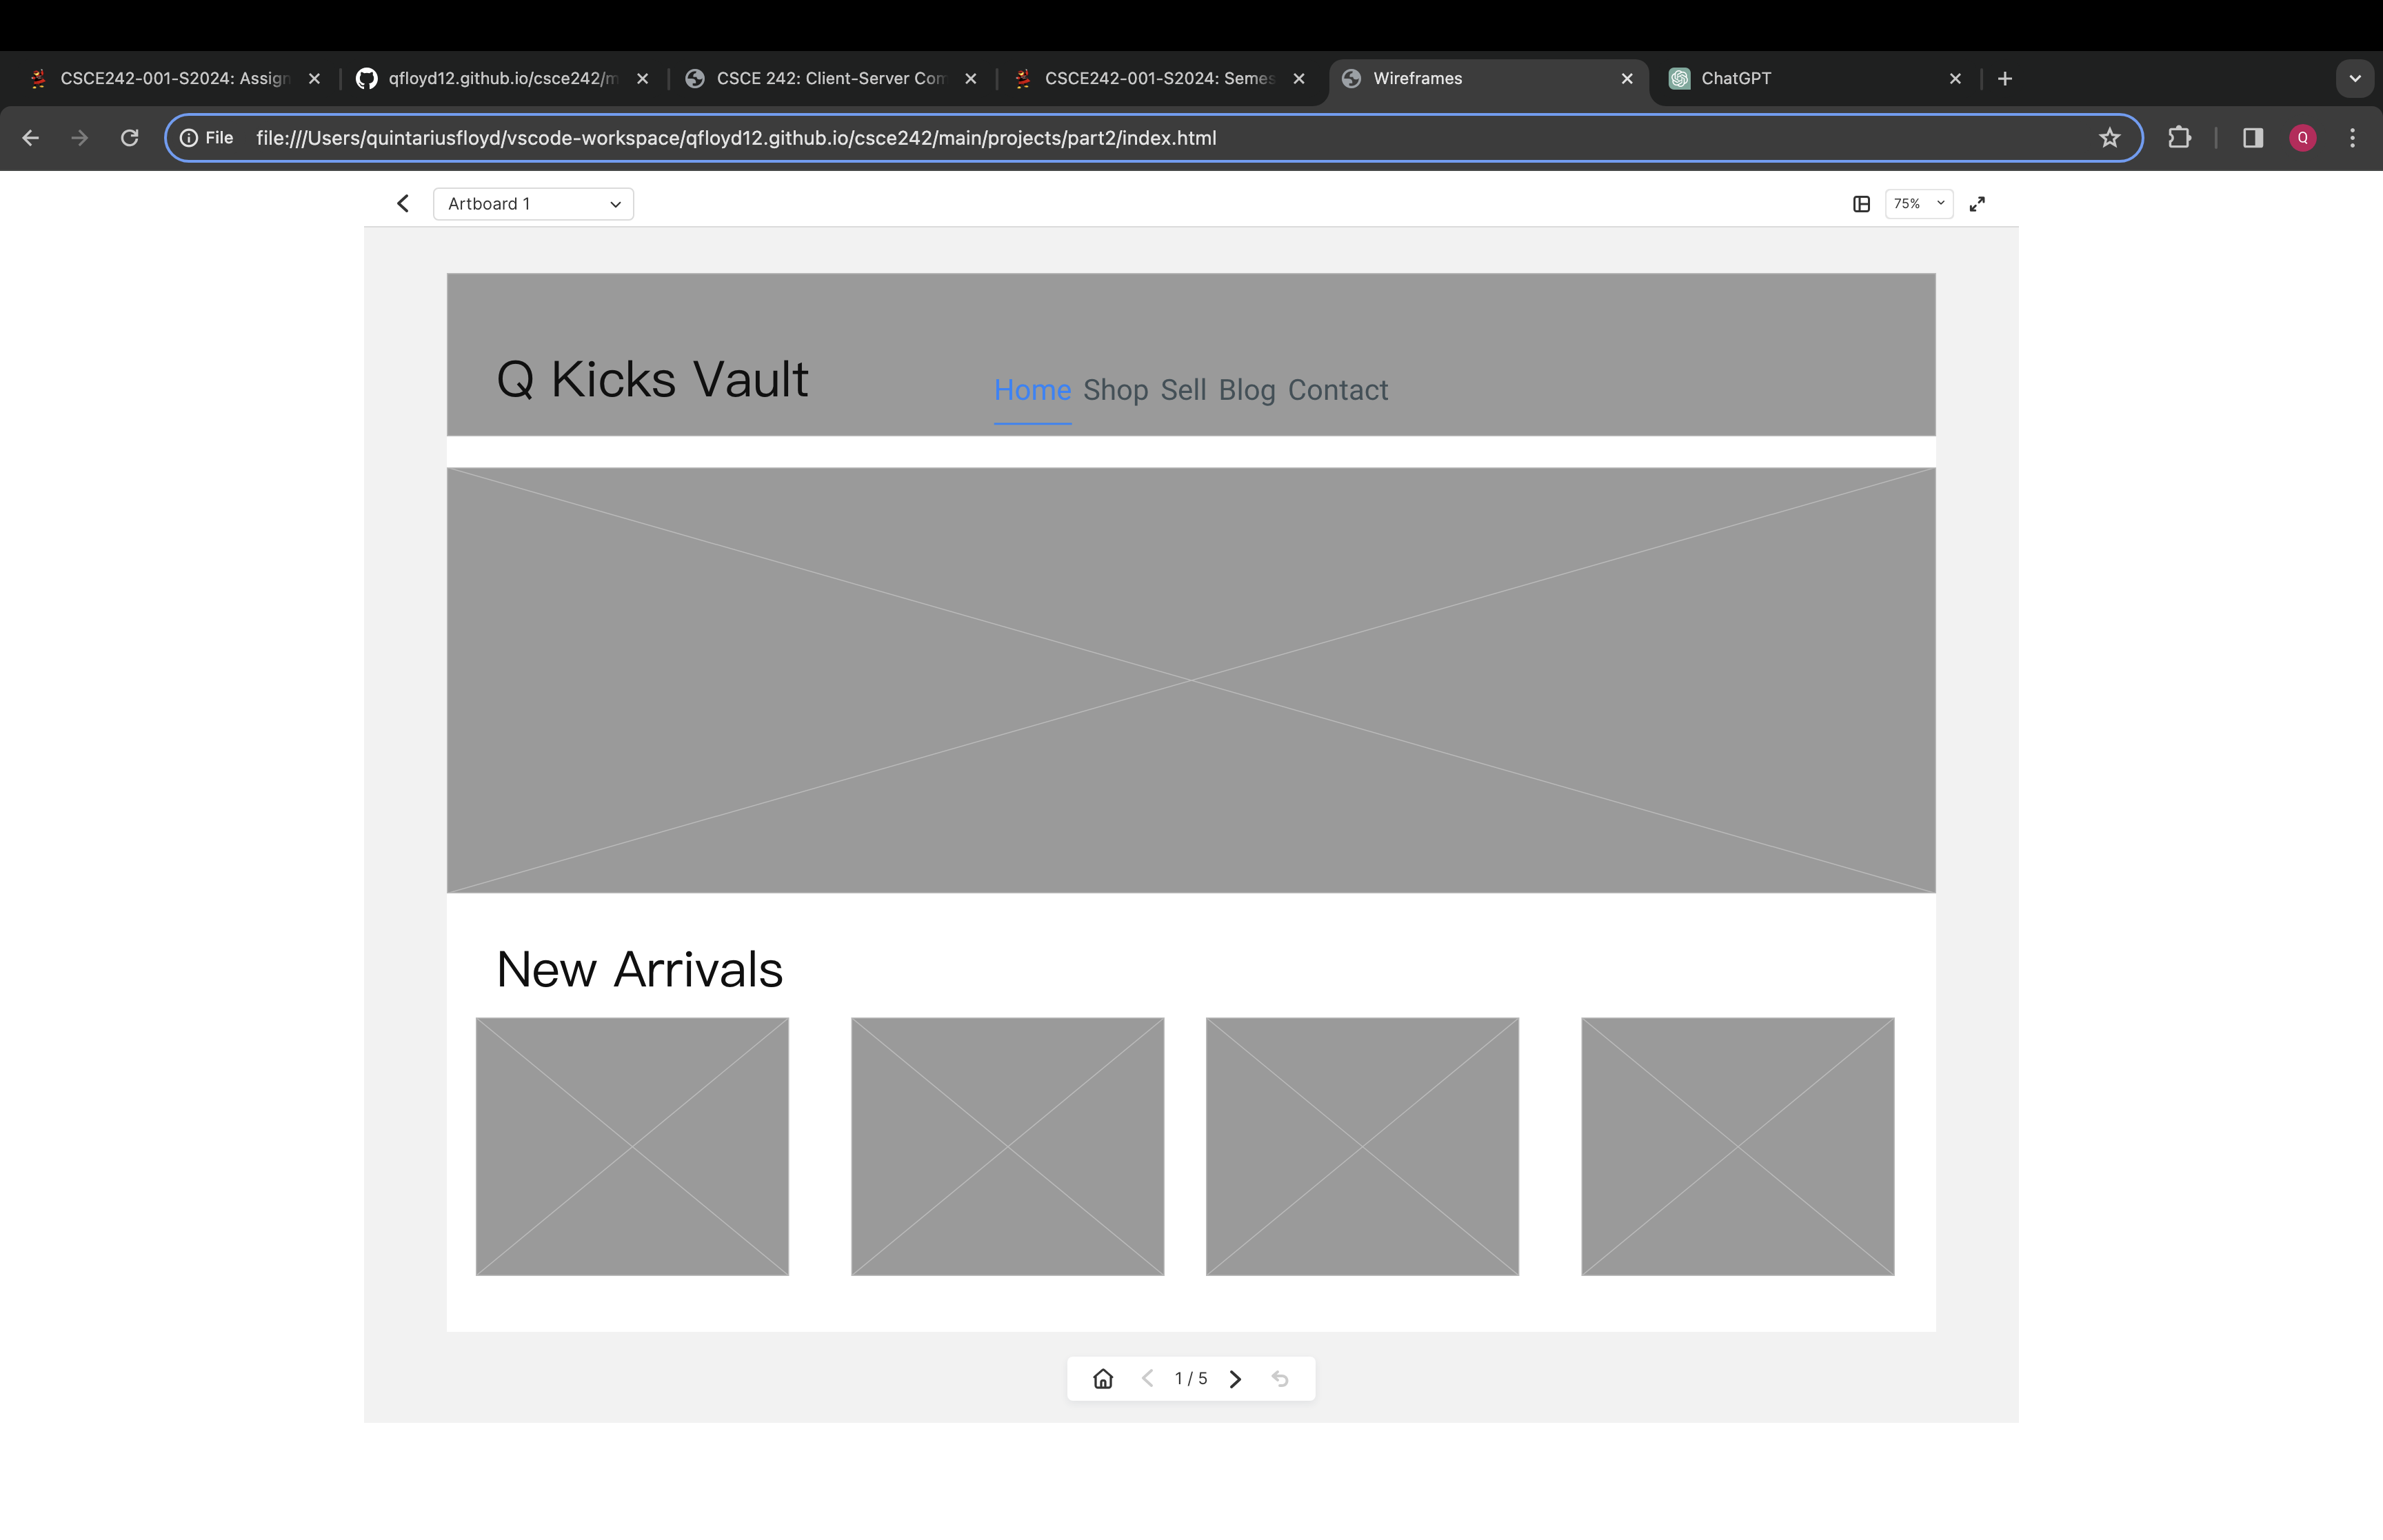 CSCE242-001-S2024: Assign
qfloyd12.github.io/csce242/m
CSCE 242: Client-Server Com
CSCE242-001-S2024: Semes
Wireframes
ChatGPT
File file:///Users/quintariusfloyd/vscode-workspace/qfloyd12.github.io/csce242/main/projects/part2/index.html
Q
Artboard 1
75%
Q Kicks Vault
Home Shop Sell Blog Contact
New Arrivals
1 / 5